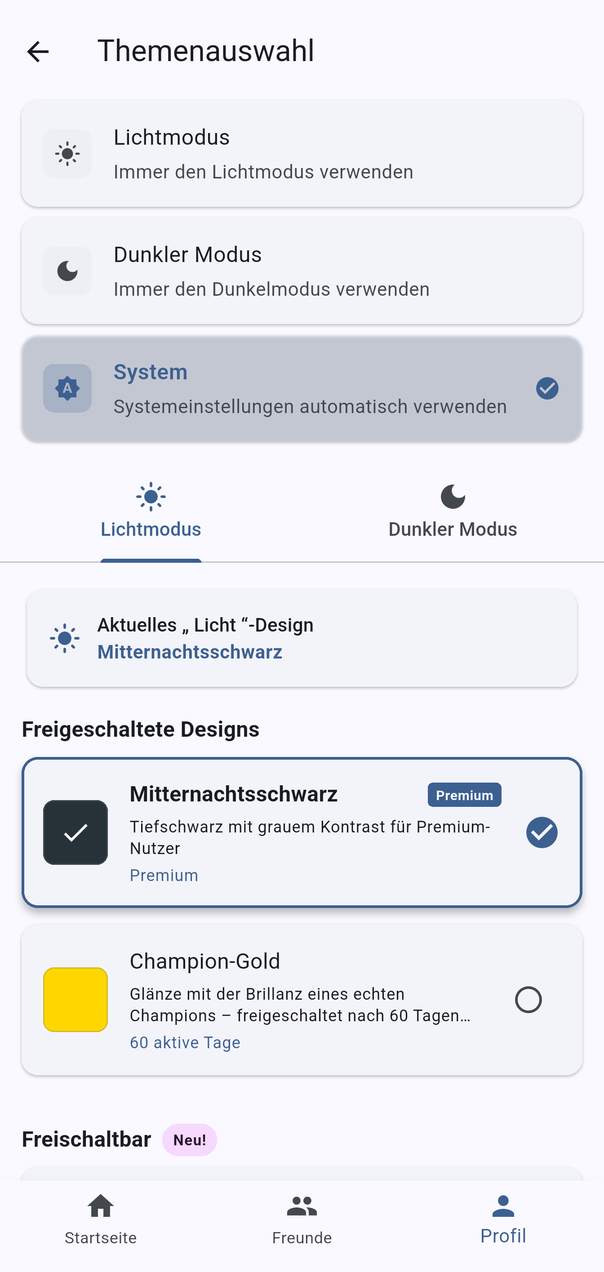 Themenauswahl
Lichtmodus
Immer den Lichtmodus verwenden
Dunkler Modus
Immer den Dunkelmodus verwenden
A
System
Systemeinstellungen automatisch verwenden
Lichtmodus
Dunkler Modus
Aktuelles „ Licht “-Design
Mitternachtsschwarz
Freigeschaltete Designs
Mitternachtsschwarz
Premium
Tiefschwarz mit grauem Kontrast für Premium-
Nutzer
Premium
Champion-Gold
Glänze mit der Brillanz eines echten
Champions – freigeschaltet nach 60 Tagen…
60 aktive Tage
Freischaltbar
Neu!
Startseite
Freunde
Profil